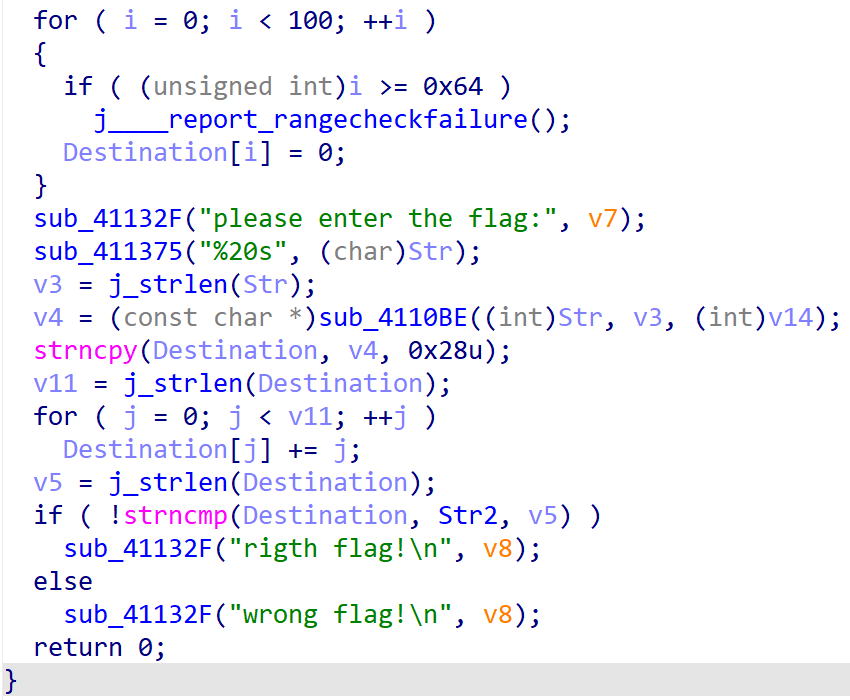 for ( i = 0; i < 100; ++i )
{
if ( (unsigned int)i >= 0x64 )
j____report_rangecheckfailure();
Destination[i] = 0;
}
sub_41132F("please enter the flag:", v7);
sub_411375("%20s", (char)Str);
v3 = j_strlen(Str);
v4 = (const char *)sub_4110BE((int)Str, v3, (int)v14);
strncpy(Destination, v4, 0x28u);
v11 = j_strlen(Destination);
for ( j = 0; j < v11; ++j )
Destination[j] += j;
v5 = j_strlen(Destination);
if ( !strncmp(Destination, Str2, v5) )
sub_41132F("rigth flag!\n", v8);
else
sub_41132F("wrong flag!\n", v8);
return 0;
}